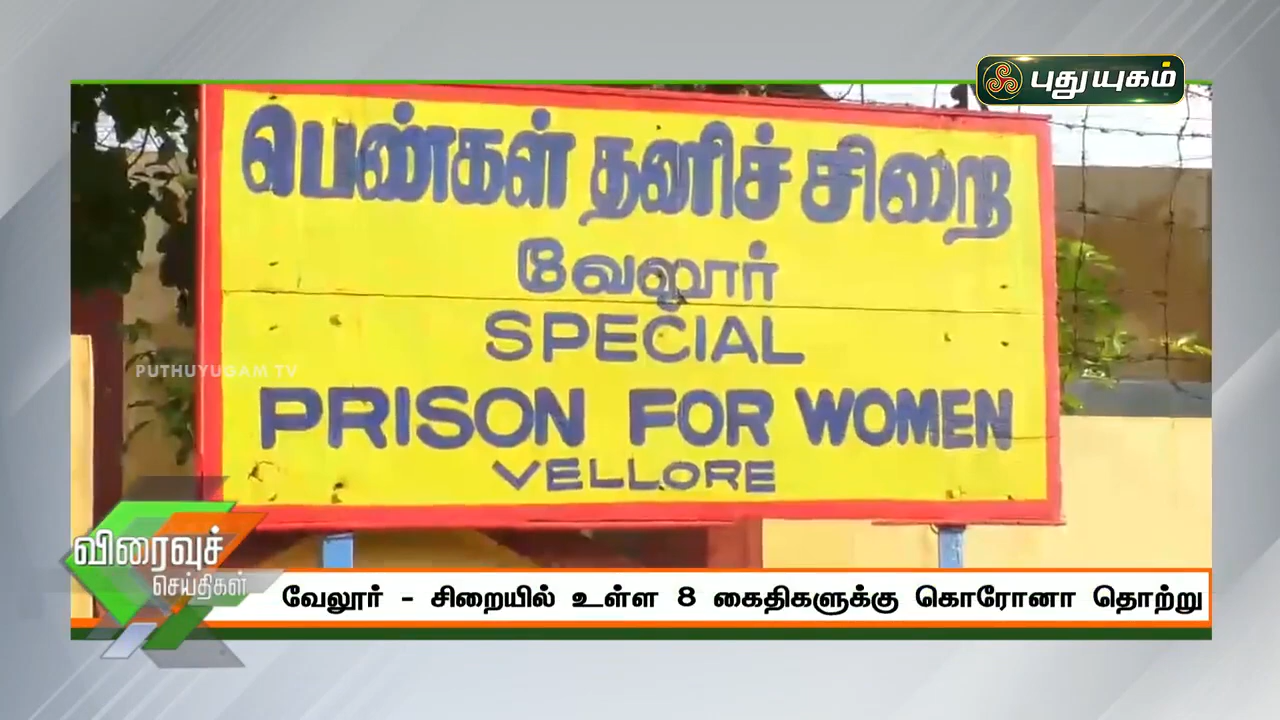 புதுயுகம்
பெண்கள் தனிச் சிறை
வேலூர்
SPECIAL
PRISON FOR WOMEN
VELLORE
PUTHUYUGAM TV
விரைவுச்
செய்திகள்
வேலூர் - சிறையில் உள்ள 8 கைதிகளுக்கு கொரோனா தொற்று